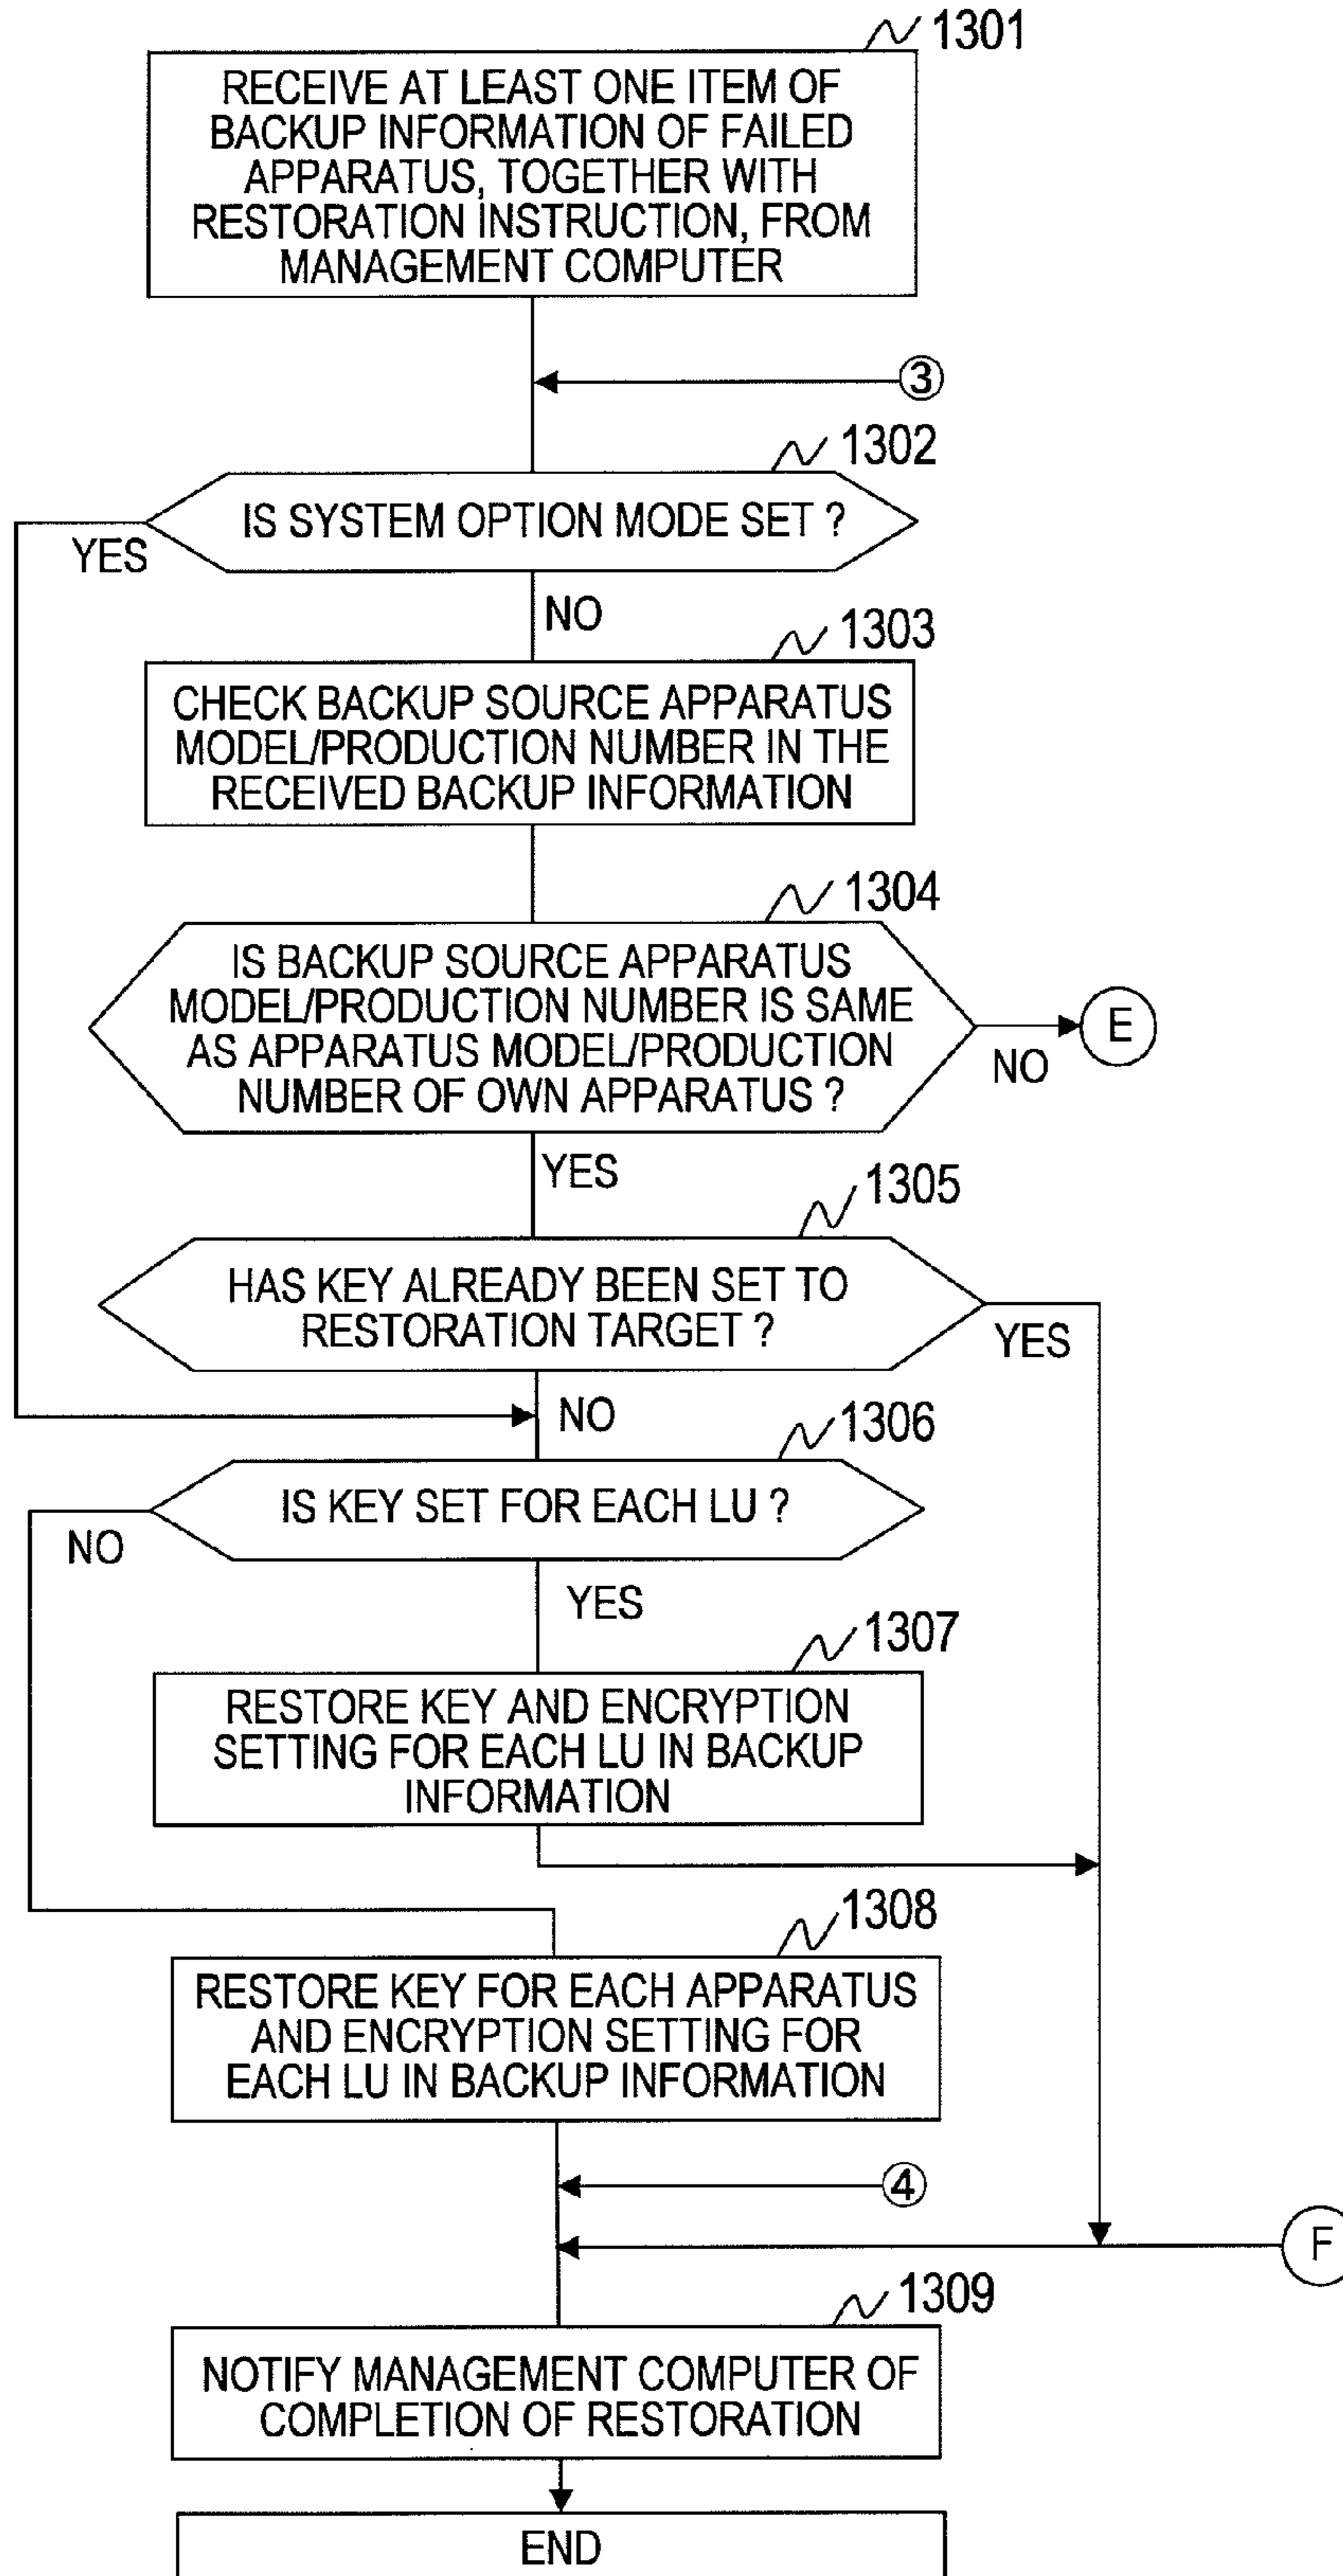 1301
RECEIVE AT LEAST ONE ITEM OF
BACKUP INFORMATION OF FAILED
APPARATUS, TOGETHER WITH
RESTORATION INSTRUCTION, FROM
MANAGEMENT COMPUTER
③
1302
IS SYSTEM OPTION MODE SET ?
YES
NO
1303
CHECK BACKUP SOURCE APPARATUS
MODEL/PRODUCTION NUMBER IN THE
RECEIVED BACKUP INFORMATION
1304
IS BACKUP SOURCE APPARATUS
MODEL/PRODUCTION NUMBER IS SAME
AS APPARATUS MODEL/PRODUCTION
NUMBER OF OWN APPARATUS ?
NO
E
YES
1305
HAS KEY ALREADY BEEN SET TO
RESTORATION TARGET ?
YES
NO
1306
IS KEY SET FOR EACH LU ?
NO
YES
1307
RESTORE KEY AND ENCRYPTION
SETTING FOR EACH LU IN BACKUP
INFORMATION
1308
RESTORE KEY FOR EACH APPARATUS
AND ENCRYPTION SETTING FOR
EACH LU IN BACKUP INFORMATION
④
F
1309
NOTIFY MANAGEMENT COMPUTER OF
COMPLETION OF RESTORATION
END